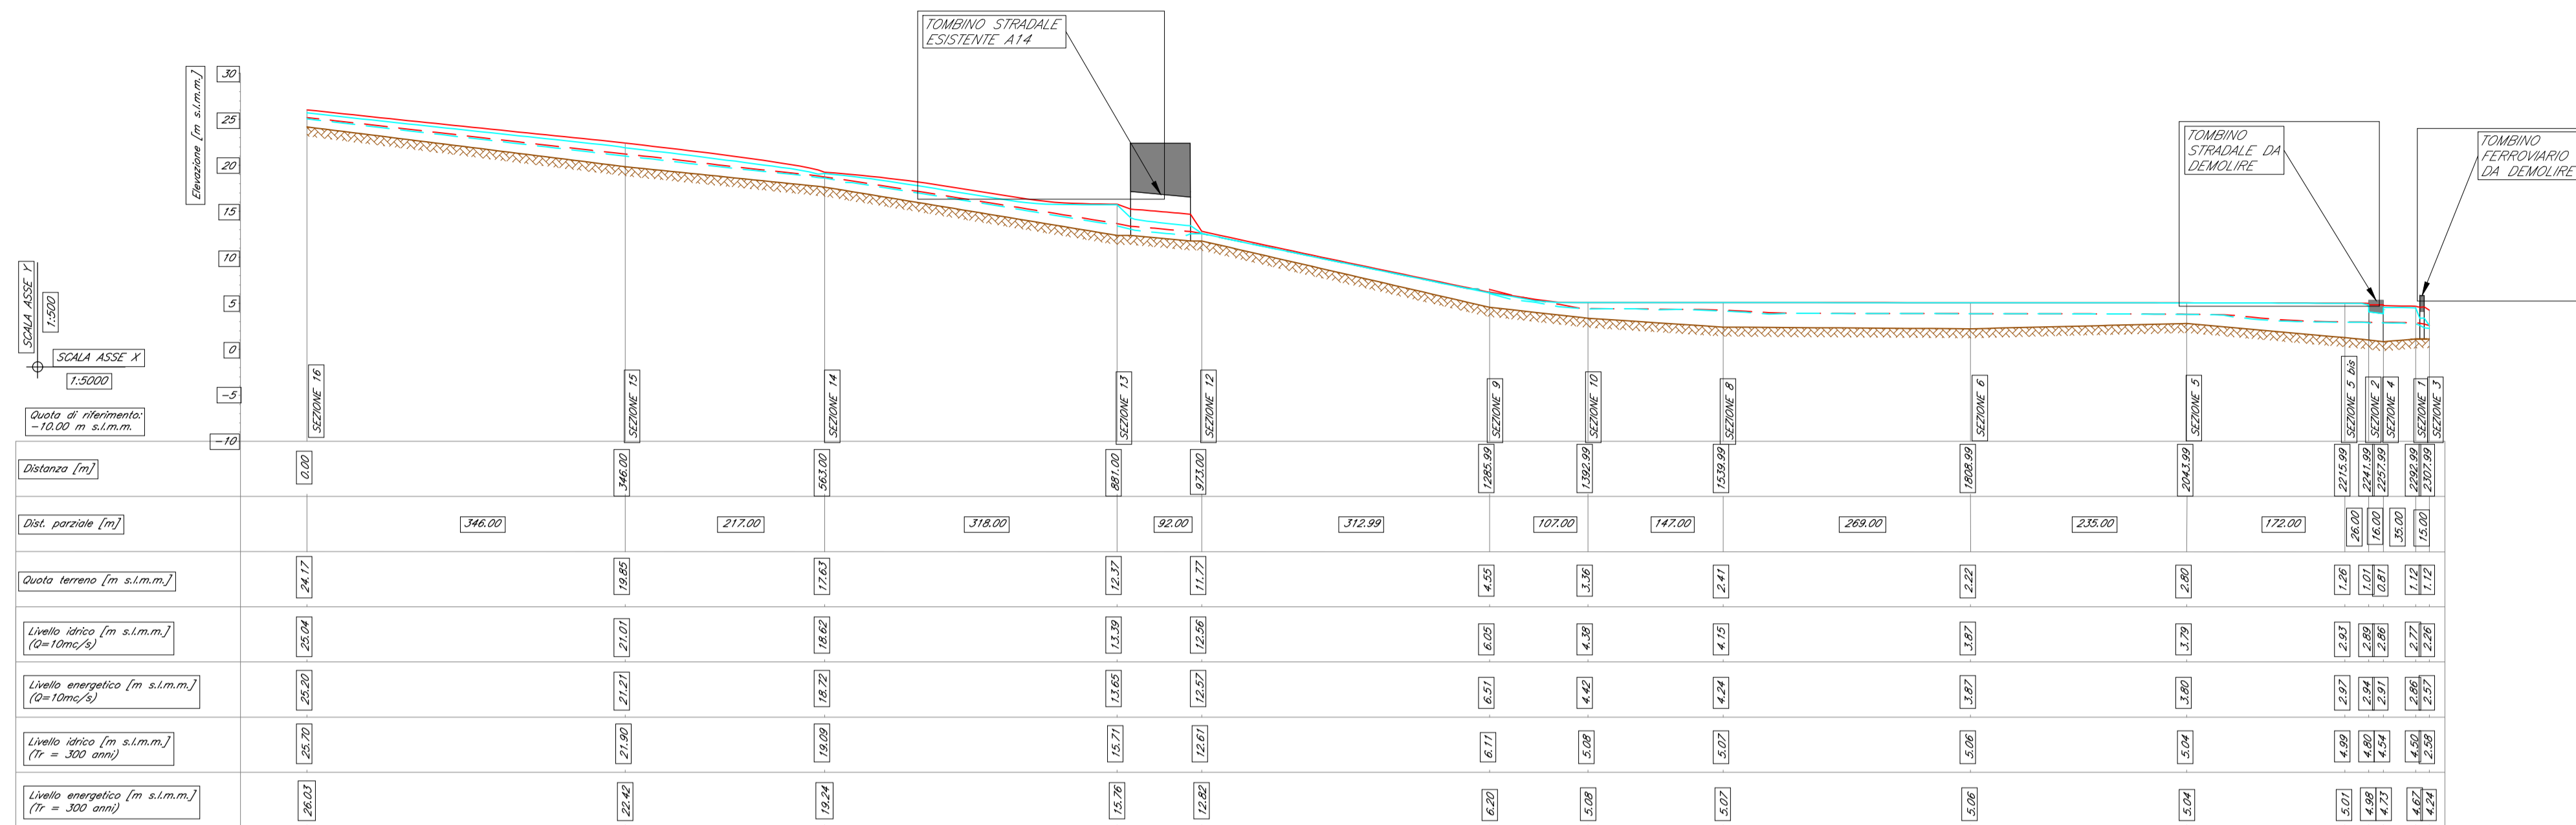 TOMBINO STRADALE
ESISTENTE A14
TOMBINO
STRADALE DA
DEMOLIRE
TOMBINO
FERROVIARIO
DA DEMOLIRE
Elevazione [m s.l.m.m.]
30
25
20
15
10
5
0
-5
-10
SCALA ASSE Y
1:500
SCALA ASSE X
1:5000
Quota di riferimento:
-10.00 m s.l.m.m.
SEZIONE 16
SEZIONE 15
SEZIONE 14
SEZIONE 13
SEZIONE 12
SEZIONE 9
SEZIONE 10
SEZIONE 8
SEZIONE 6
SEZIONE 5
SEZIONE 5 bis
SEZIONE 2
SEZIONE 4
SEZIONE 1
SEZIONE 3
Distanza [m]
0.00 346.00 563.00 881.00 973.00 1285.99 1392.99 1539.99 1808.99 2043.99 2215.99 2241.99 2257.99 2292.99 2307.99
Dist. parziale [m]
346.00 217.00 318.00 92.00 312.99 107.00 147.00 269.00 235.00 172.00 26.00 16.00 35.00 15.00
Quota terreno [m s.l.m.m.]
24.17 19.85 17.63 12.37 11.77 4.55 3.36 2.41 2.22 2.80 1.26 1.01 0.81 1.12 1.12
Livello idrico [m s.l.m.m.]
(Q=10mc/s)
25.04 21.01 18.62 13.39 12.56 6.05 4.38 4.15 3.87 3.79 2.93 2.89 2.86 2.77 2.26
Livello energetico [m s.l.m.m.]
(Q=10mc/s)
25.20 21.21 18.72 13.65 12.57 6.51 4.42 4.24 3.87 3.80 2.97 2.94 2.91 2.86 2.57
Livello idrico [m s.l.m.m.]
(Tr = 300 anni)
25.70 21.90 19.09 15.71 12.61 6.11 5.08 5.07 5.06 5.04 4.99 4.80 4.54 4.50 2.58
Livello energetico [m s.l.m.m.]
(Tr = 300 anni)
26.03 22.42 19.24 15.76 12.82 6.20 5.08 5.07 5.06 5.04 5.01 4.98 4.73 4.67 4.24